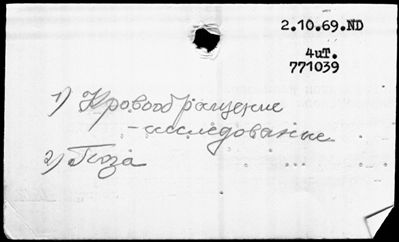 2.10.69.ND
4иТ.
771039
1) Кровообращение
- исследование
2) Поза